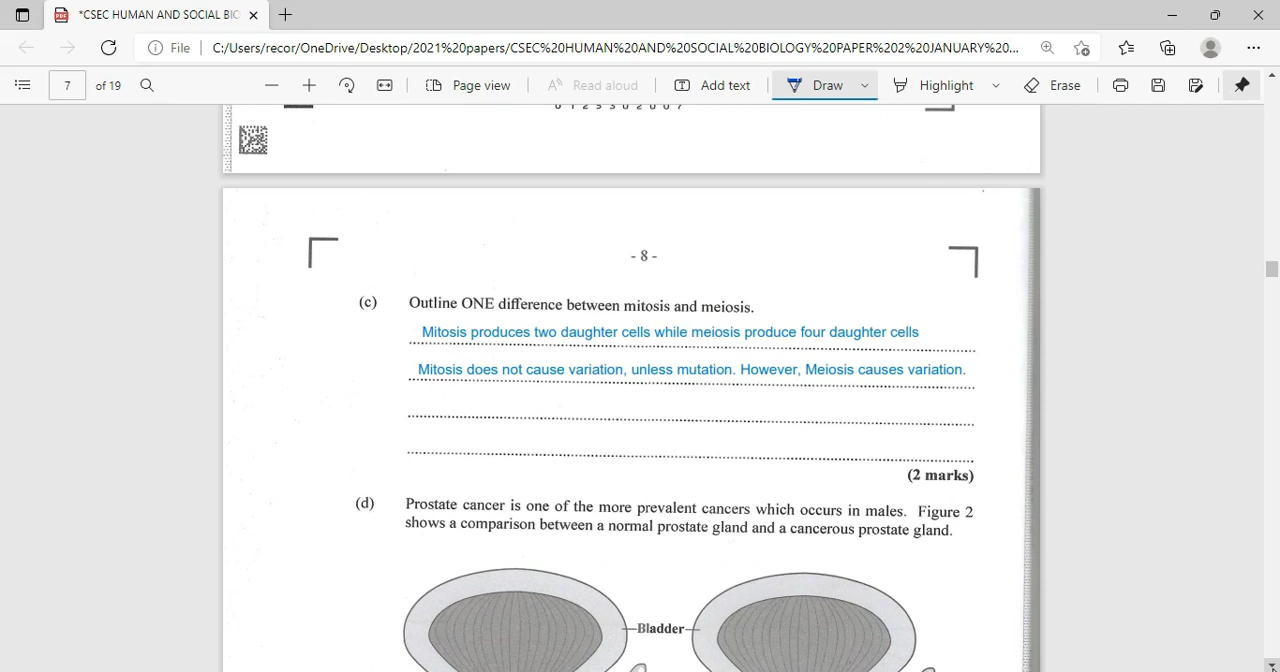 *CSEC HUMAN AND SOCIAL BIO
File C:/Users/recor/OneDrive/Desktop/2021%20papers/CSEC%20HUMAN%20AND%20SOCIAL%20BIOLOGY%20PAPER%202%20JANUARY%20...
7 of 19 Page view Read aloud Add text Draw Highlight Erase
- 8 -
(c) Outline ONE difference between mitosis and meiosis.
Mitosis produces two daughter cells while meiosis produce four daughter cells
Mitosis does not cause variation, unless mutation. However, Meiosis causes variation.
(2 marks)
(d) Prostate cancer is one of the more prevalent cancers which occurs in males. Figure 2
shows a comparison between a normal prostate gland and a cancerous prostate gland.
Bladder